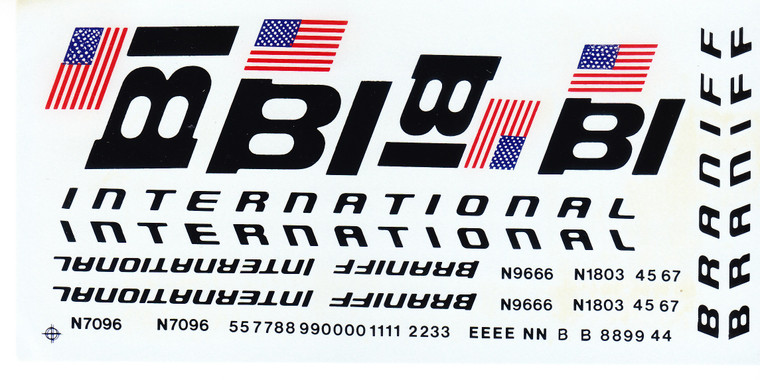 BI
BI
BI
BI
INTERNATIONAL
INTERNATIONAL
BRANIFF INTERNATIONAL
N9666 N1803 45 67
BRANIFF INTERNATIONAL
N9666 N1803 45 67
N7096 N7096 55 77 88 99 0000 1111 2233 EEEE NN B B 8899 44
BRANIFF
BRANIFF